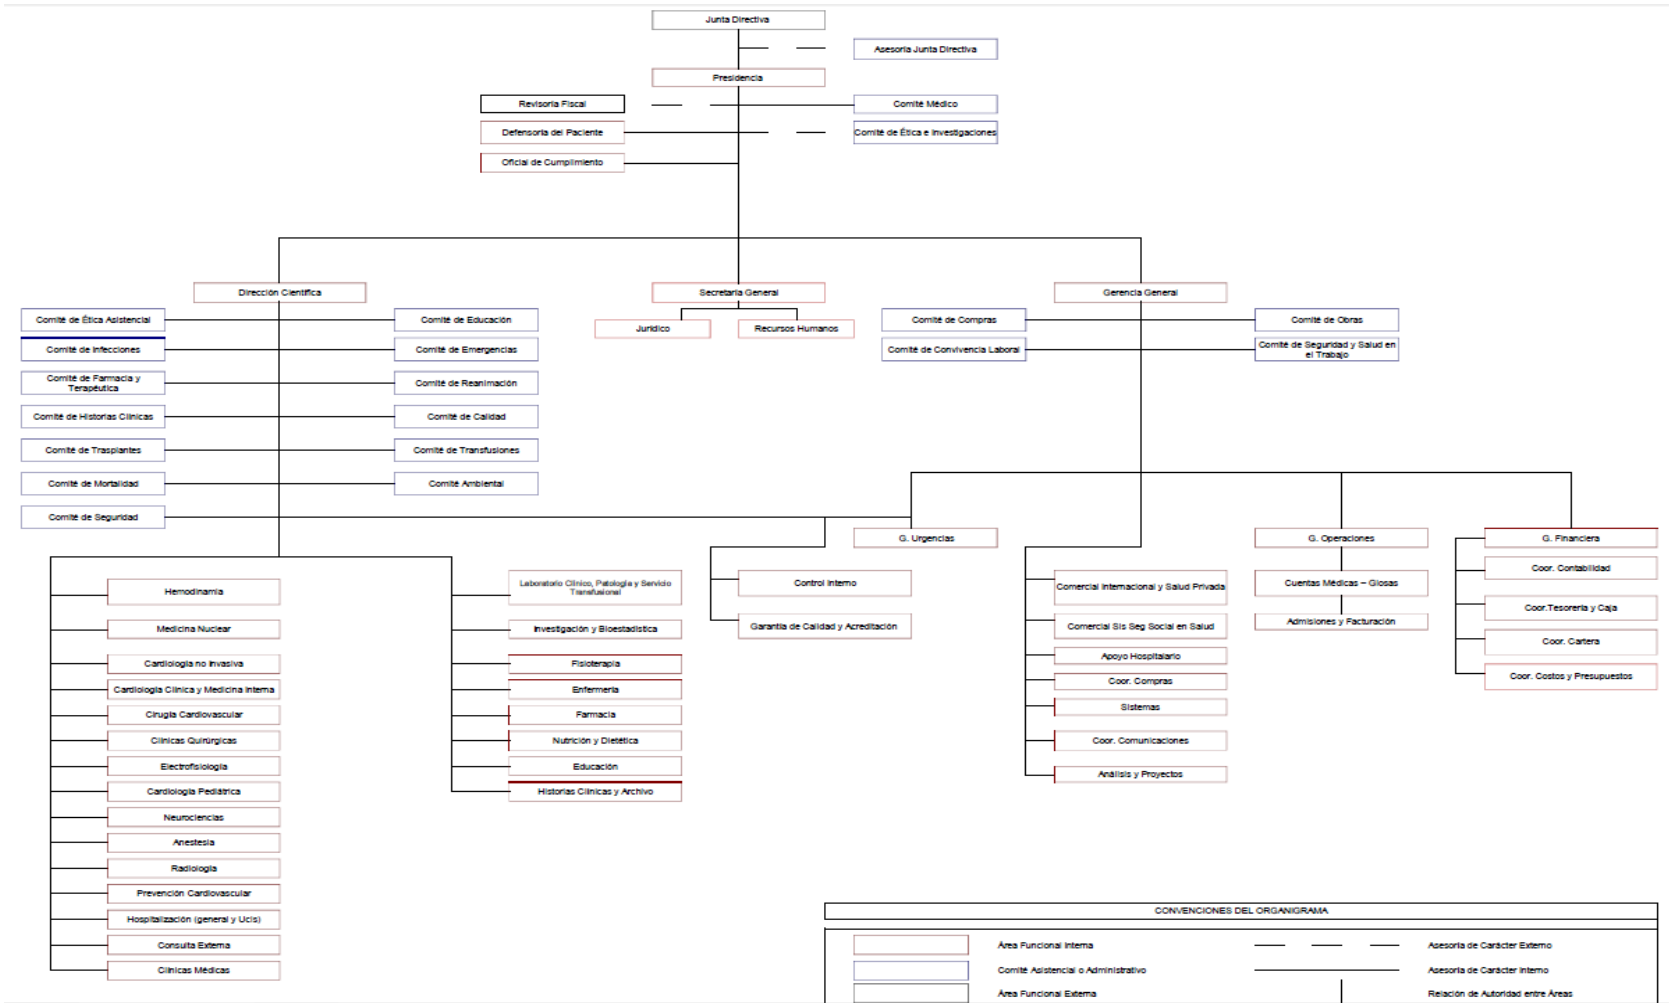 Junta Directiva
Asesoría Junta Directiva
Presidencia
Revisoría Fiscal
Comité Médico
Defensoría del Paciente
Comité de Ética e Investigaciones
Oficial de Cumplimiento
Dirección Científica
Secretaría General
Gerencia General
Comité de Ética Asistencial
Comité de Educación
Jurídico
Recursos Humanos
Comité de Compras
Comité de Obras
Comité de Infecciones
Comité de Emergencias
Comité de Convivencia Laboral
Comité de Seguridad y Salud en
el Trabajo
Comité de Farmacia y
Terapéutica
Comité de Reanimación
Comité de Historias Clínicas
Comité de Calidad
Comité de Trasplantes
Comité de Transfusiones
Comité de Mortalidad
Comité Ambiental
Comité de Seguridad
G. Urgencias
G. Operaciones
G. Financiera
Hemodinamia
Medicina Nuclear
Cardiología no Invasiva
Cardiología Clínica y Medicina Interna
Cirugía Cardiovascular
Clínicas Quirúrgicas
Electrofisiología
Cardiología Pediátrica
Neurociencias
Anestesia
Radiología
Prevención Cardiovascular
Hospitalización (general y Ucis)
Consulta Externa
Clínicas Médicas
Laboratorio Clínico, Patología y Servicio
Transfusional
Investigación y Bioestadística
Fisioterapia
Enfermería
Farmacia
Nutrición y Dietética
Educación
Historias Clínicas y Archivo
Control Interno
Garantía de Calidad y Acreditación
Comercial Internacional y Salud Privada
Comercial Sis Seg Social en Salud
Apoyo Hospitalario
Coor. Compras
Sistemas
Coor. Comunicaciones
Análisis y Proyectos
Cuentas Médicas – Glosas
Admisiones y Facturación
Coor. Contabilidad
Coor.Tesorería y Caja
Coor. Cartera
Coor. Costos y Presupuestos
CONVENCIONES DEL ORGANIGRAMA
Área Funcional Interna
Asesoría de Carácter Externo
Comité Asistencial o Administrativo
Asesoría de Carácter Interno
Área Funcional Externa
Relación de Autoridad entre Áreas